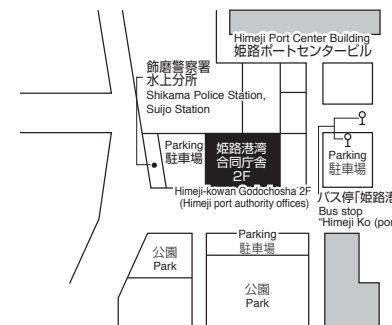 Himeji Port Center Building
姫路ポートセンタービル
飾磨警察署
水上分所
Shikama Police Station,
Suijo Station
Parking
駐車場
姫路港湾
合同庁舎
2F
Parking
駐車場
Himeji-kowan Godochosha 2F
(Himeji port authority offices)
バス停「姫路港
Bus stop
"Himeji Ko (por
Parking
駐車場
公園
Park
公園
Park